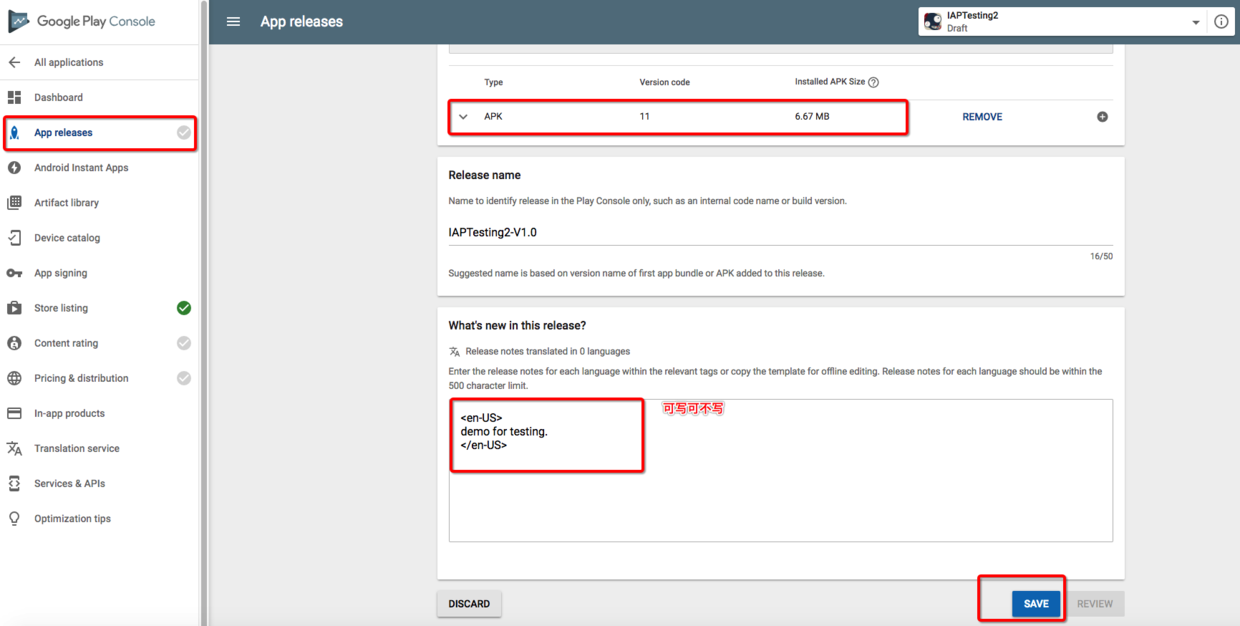 Google Play Console
App releases
IAPTesting2
Draft
All applications
Dashboard
App releases
Android Instant Apps
Artifact library
Device catalog
App signing
Store listing
Content rating
Pricing & distribution
In-app products
Translation service
Services & APIs
Optimization tips
Type Version code Installed APK Size
APK 11 6.67 MB REMOVE
Release name
Name to identify release in the Play Console only, such as an internal code name or build version.
IAPTesting2-V1.0
16/50
Suggested name is based on version name of first app bundle or APK added to this release.
What's new in this release?
Release notes translated in 0 languages
Enter the release notes for each language within the relevant tags or copy the template for offline editing. Release notes for each language should be within the
500 character limit.
<en-US>
demo for testing.
</en-US>
可写可不写
DISCARD SAVE REVIEW